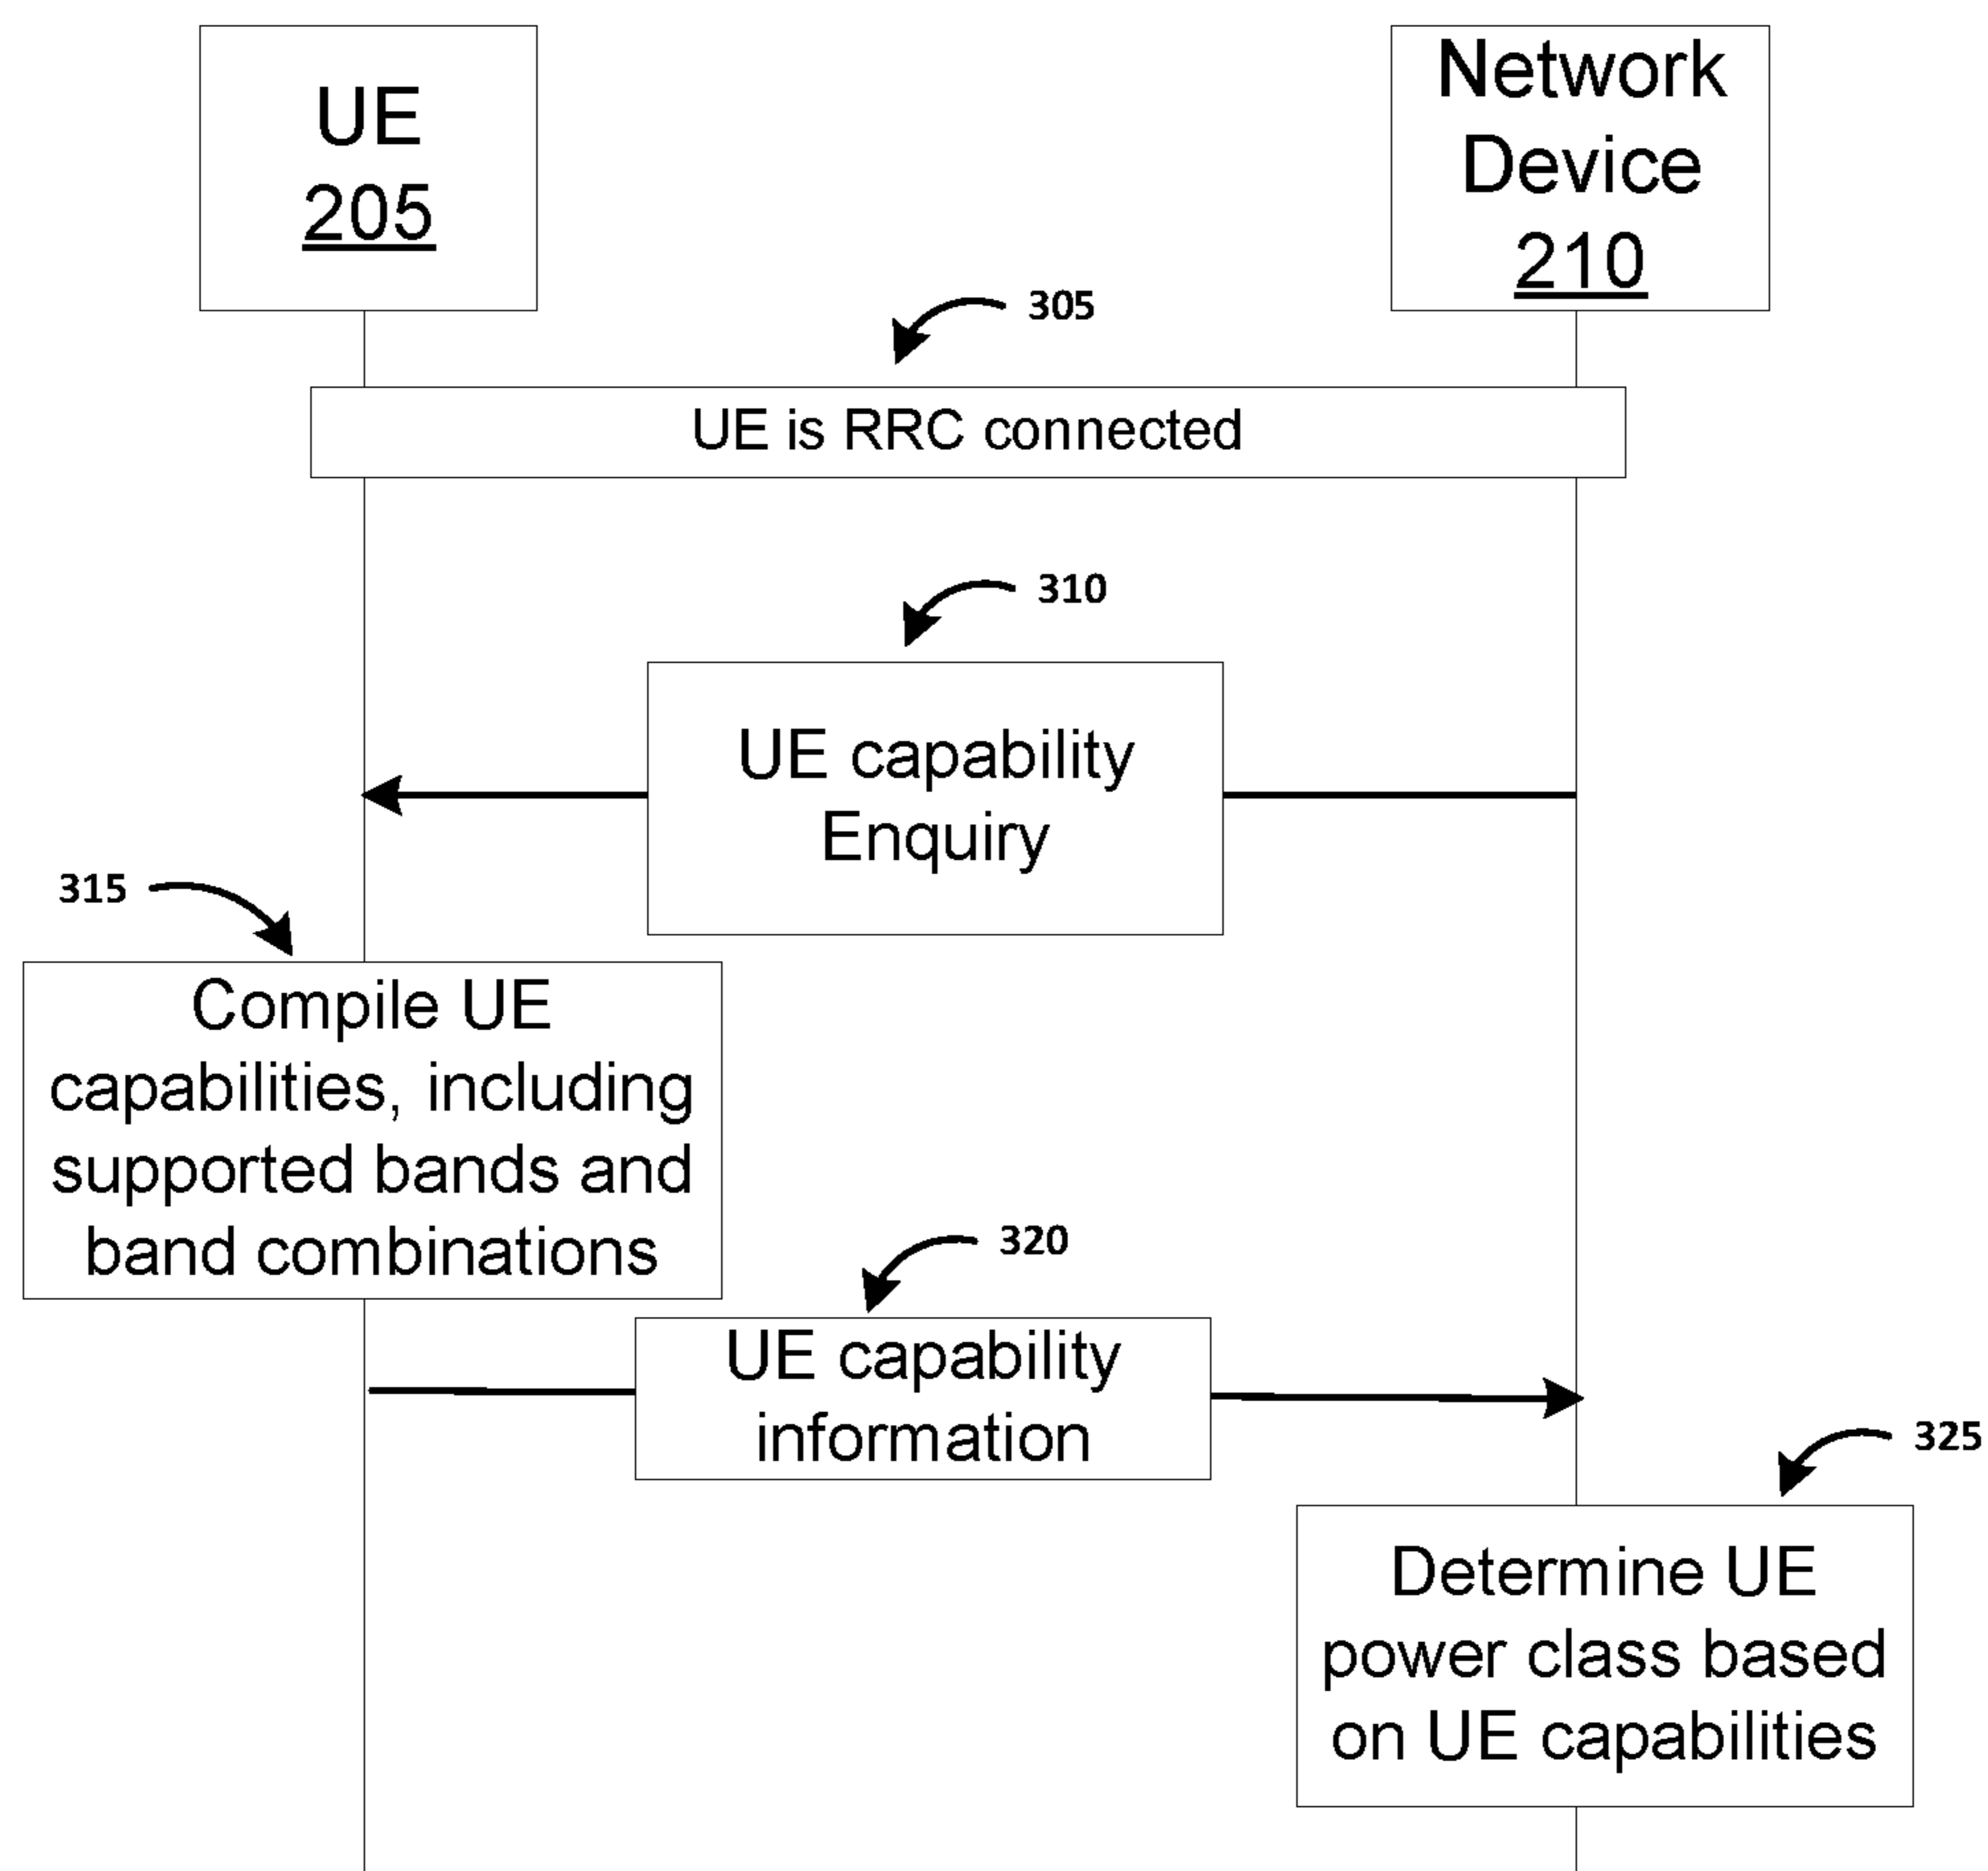 UE
205
Network
Device
210
305
UE is RRC connected
310
UE capability
Enquiry
315
Compile UE
capabilities, including
supported bands and
band combinations
320
UE capability
information
325
Determine UE
power class based
on UE capabilities